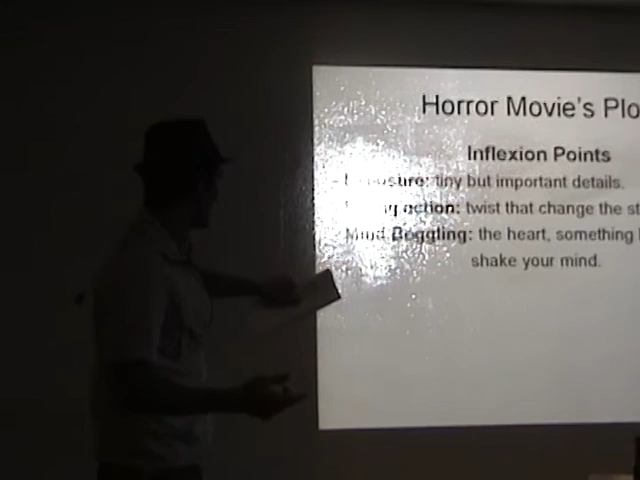 Horror Movie's Plo
Inflexion Points
tiny but important details.
action: twist that change the st
Mind Boggling: the heart, something
shake your mind.